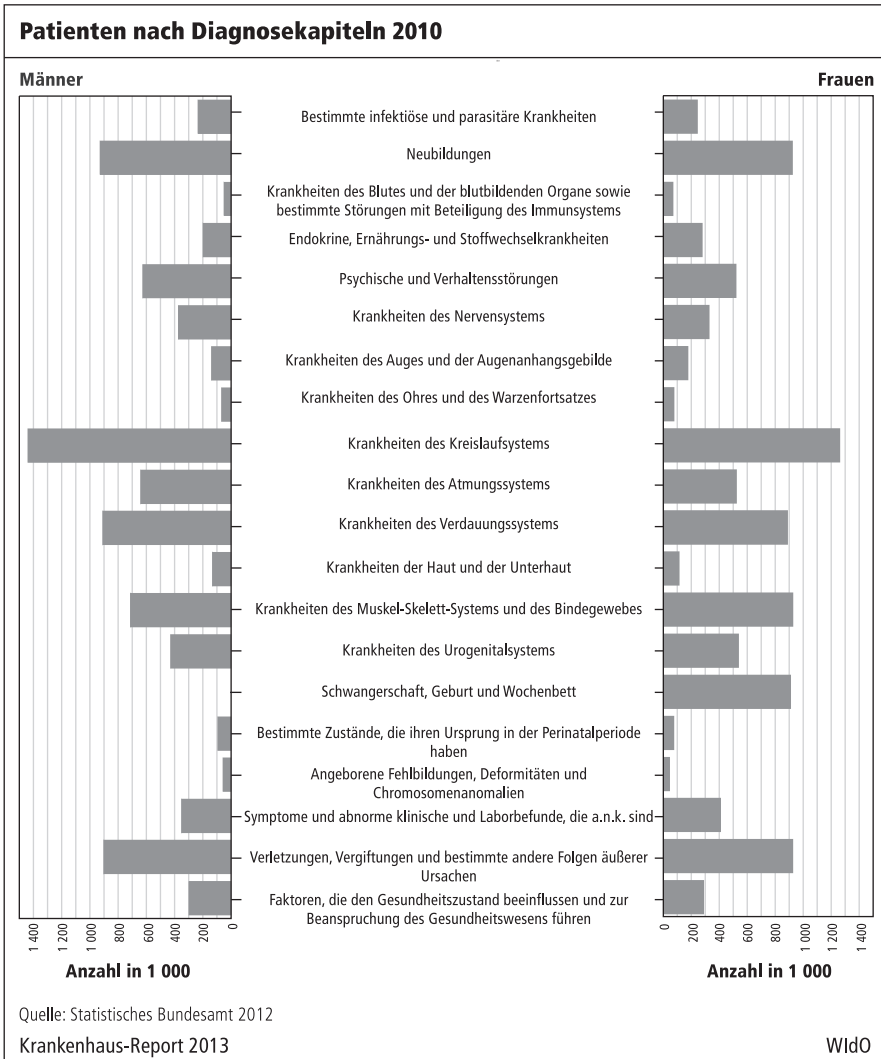 Patienten nach Diagnosekapiteln 2010
Männer
Frauen
Bestimmte infektiöse und parasitäre Krankheiten
Neubildungen
Krankheiten des Blutes und der blutbildenden Organe sowie
bestimmte Störungen mit Beteiligung des Immunsystems
Endokrine, Ernährungs- und Stoffwechselkrankheiten
Psychische und Verhaltensstörungen
Krankheiten des Nervensystems
Krankheiten des Auges und der Augenanhangsgebilde
Krankheiten des Ohres und des Warzenfortsatzes
Krankheiten des Kreislaufsystems
Krankheiten des Atmungssystems
Krankheiten des Verdauungssystems
Krankheiten der Haut und der Unterhaut
Krankheiten des Muskel-Skelett-Systems und des Bindegewebes
Krankheiten des Urogenitalsystems
Schwangerschaft, Geburt und Wochenbett
Bestimmte Zustände, die ihren Ursprung in der Perinatalperiode
haben
Angeborene Fehlbildungen, Deformitäten und
Chromosomenanomalien
Symptome und abnorme klinische und Laborbefunde, die a.n.k. sind
Verletzungen, Vergiftungen und bestimmte andere Folgen äußerer
Ursachen
Faktoren, die den Gesundheitszustand beeinflussen und zur
Beanspruchung des Gesundheitswesens führen
1 400 1 200 1 000 800 600 400 200 0
0 200 400 600 800 1 000 1 200 1 400
Anzahl in 1 000
Anzahl in 1 000
Quelle: Statistisches Bundesamt 2012
Krankenhaus-Report 2013
WIdO